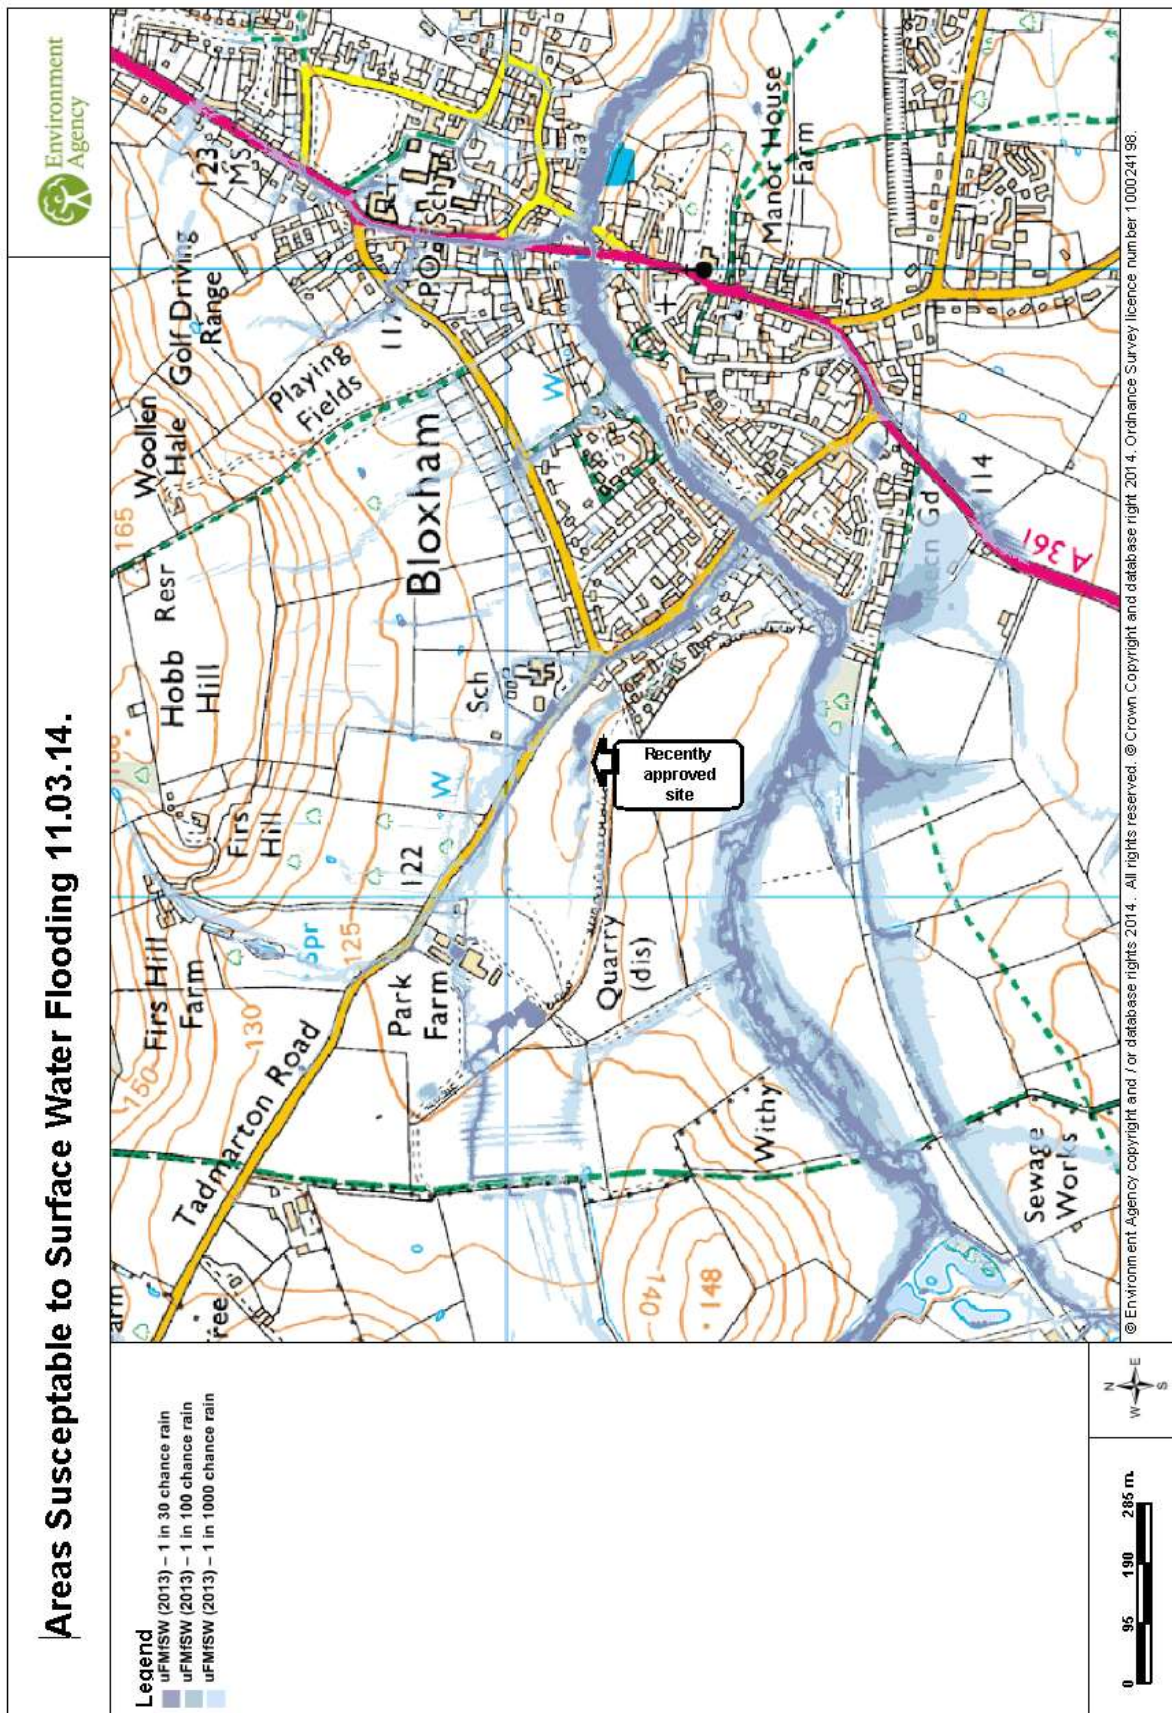 Areas Susceptable to Surface Water Flooding 11.03.14.
Environment
Agency
Legend
uFMfSW (2013) – 1 in 30 chance rain
uFMfSW (2013) – 1 in 100 chance rain
uFMfSW (2013) – 1 in 1000 chance rain
arm
Firs Hill
Farm
150
130
Tadmarton Road
125
Spr
Firs
Hill
Hobb
Hill
Resr
165
Woollen
Hale
Golf Driving
Range
123
MS
Playing
Fields
Park
Farm
122
W
Sch
Bloxham
117
PO
Sch
W
Recently
approved
site
Quarry
(dis)
Withy
140
148
Manor House
Farm
Gd
114
A 361
Sewage
Works
© Environment Agency copyright and / or database rights 2014. All rights reserved. © Crown Copyright and database right 2014. Ordnance Survey licence number 100024198.
0 95 190 285 m.
N
W E
S